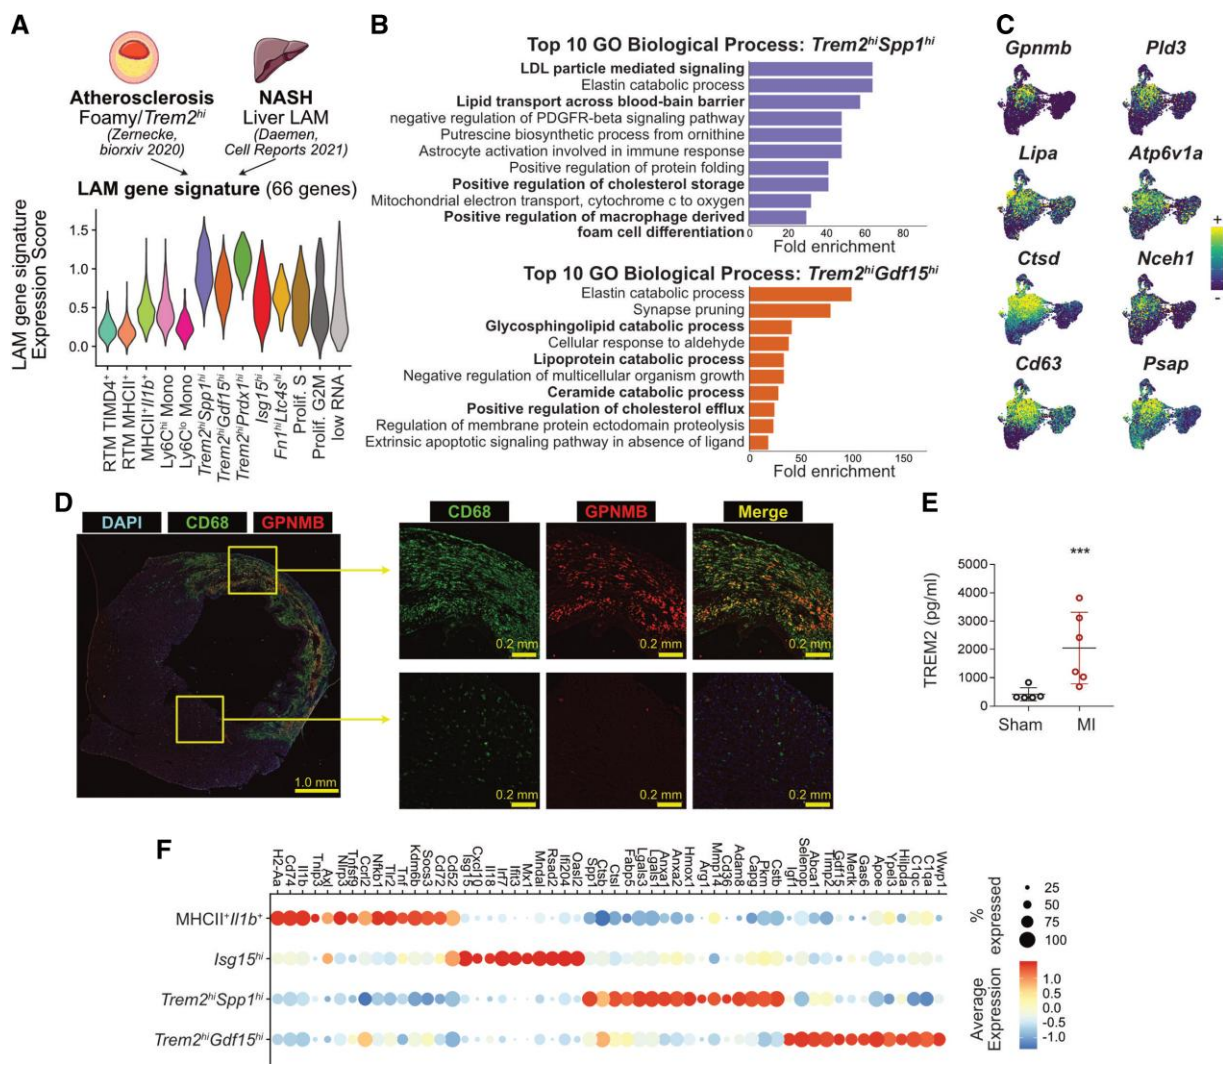 A
Atherosclerosis
Foamy/Trem2hi
(Zernecke,
biorxiv 2020)
NASH
Liver LAM
(Daemen,
Cell Reports 2021)
LAM gene signature (66 genes)
LAM gene signature
Expression Score
1.5
1.0
0.5
0.0
RTM TIMD4+
RTM MHCII+
MHCII+Il1b+
Ly6Chi Mono
Ly6Clo Mono
Trem2hiSpp1hi
Trem2hiGdf15hi
Trem2hiPrdx1hi
Isg15hi
Fn1hiLtc4shi
Prolif. S
Prolif. G2M
low RNA
B
Top 10 GO Biological Process: Trem2hiSpp1hi
LDL particle mediated signaling
Elastin catabolic process
Lipid transport across blood-bain barrier
negative regulation of PDGFR-beta signaling pathway
Putrescine biosynthetic process from ornithine
Astrocyte activation involved in immune response
Positive regulation of protein folding
Positive regulation of cholesterol storage
Mitochondrial electron transport, cytochrome c to oxygen
Positive regulation of macrophage derived
foam cell differentiation
0 20 40 60 80
Fold enrichment
Top 10 GO Biological Process: Trem2hiGdf15hi
Elastin catabolic process
Synapse pruning
Glycosphingolipid catabolic process
Cellular response to aldehyde
Lipoprotein catabolic process
Negative regulation of multicellular organism growth
Ceramide catabolic process
Positive regulation of cholesterol efflux
Regulation of membrane protein ectodomain proteolysis
Extrinsic apoptotic signaling pathway in absence of ligand
0 50 100 150
Fold enrichment
C
Gpnmb Pld3
Lipa Atp6v1a
Ctsd Nceh1
Cd63 Psap
+
-
D
DAPI CD68 GPNMB
1.0 mm
CD68 GPNMB Merge
0.2 mm 0.2 mm 0.2 mm
0.2 mm 0.2 mm 0.2 mm
E
***
TREM2 (pg/ml)
5000
4000
3000
2000
1000
0
Sham MI
F
H2-Aa Cd74 Il1b Tnip3 Axl Nlrp3 Tnfsf9 Ccrl2 Nfkb1 Tlr2 Tnf Kdm6b Socs3 Cd72 Cd52 Isg15 Cxcl10 Il18 Irf7 Ifit3 Mx1 Mndal Rsad2 Ifi204 Oasl2 Spp1 Ctsb Ctsl Fabp5 Lgals3 Lgals1 Anxa1 Anxa2 Hmox1 Arg1 Mmp14 Cd36 Adam8 Capg Pkm Cstb Igf1 Selenop Abca1 Timp2 Gdf15 Mertk Gas6 Apoe Ypel3 Hilpda C1qc C1qa Wwp1
MHCII+Il1b+
Isg15hi
Trem2hiSpp1hi
Trem2hiGdf15hi
% expressed
25
50
75
100
Average
Expression
1.0
0.5
0.0
-0.5
-1.0